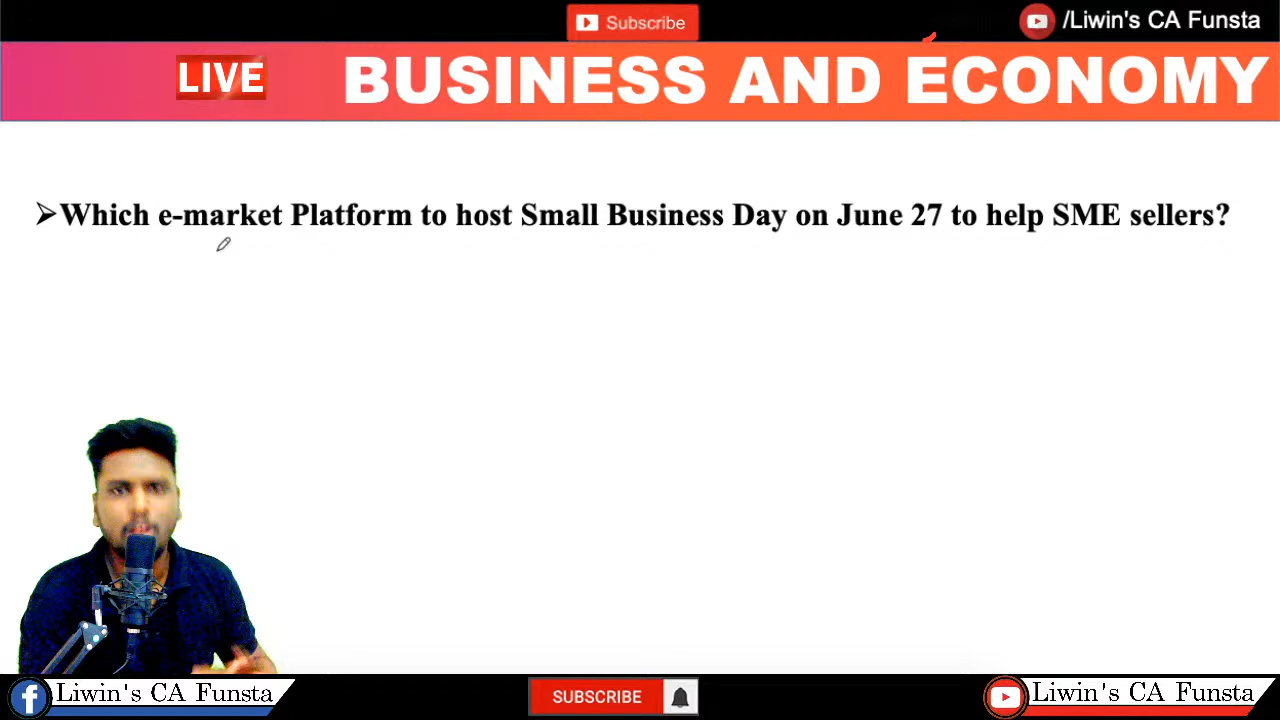 Subscribe
/Liwin's CA Funsta
LIVE
BUSINESS AND ECONOMY
➢Which e-market Platform to host Small Business Day on June 27 to help SME sellers?
Liwin's CA Funsta
SUBSCRIBE
Liwin's CA Funsta